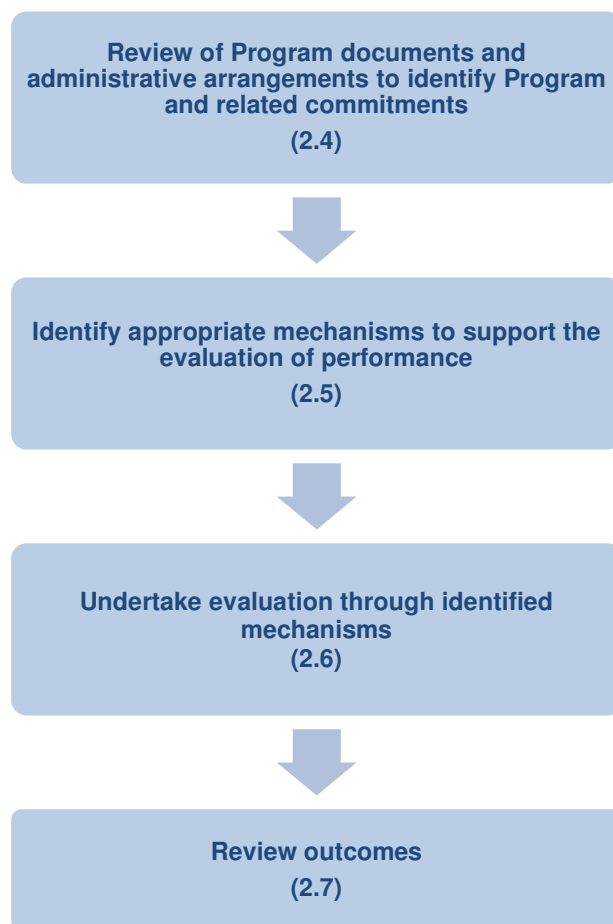 Review of Program documents and
administrative arrangements to identify Program
and related commitments
(2.4)
Identify appropriate mechanisms to support the
evaluation of performance
(2.5)
Undertake evaluation through identified
mechanisms
(2.6)
Review outcomes
(2.7)